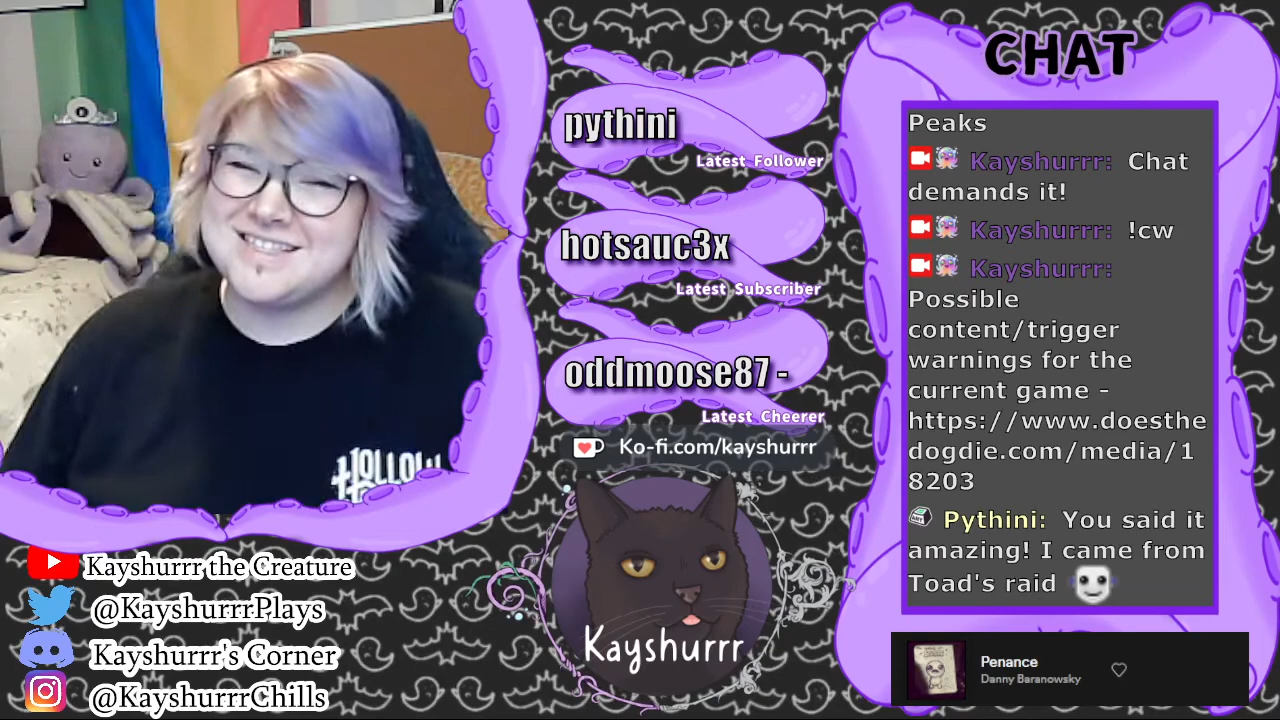 HOLLOW
pythini
Latest Follower
hotsauc3x
Latest Subscriber
oddmoose87 -
Latest Cheerer
Ko-fi.com/kayshurrr
Kayshurrr
Kayshurrr the Creature
@KayshurrrPlays
Kayshurrr's Corner
@KayshurrrChills
CHAT
Peaks
Kayshurrr: Chat
demands it!
Kayshurrr: !cw
Kayshurrr:
Possible
content/trigger
warnings for the
current game -
https://www.doesthe
dogdie.com/media/1
8203
Pythini: You said it
amazing! I came from
Toad's raid
Penance
Danny Baranowsky